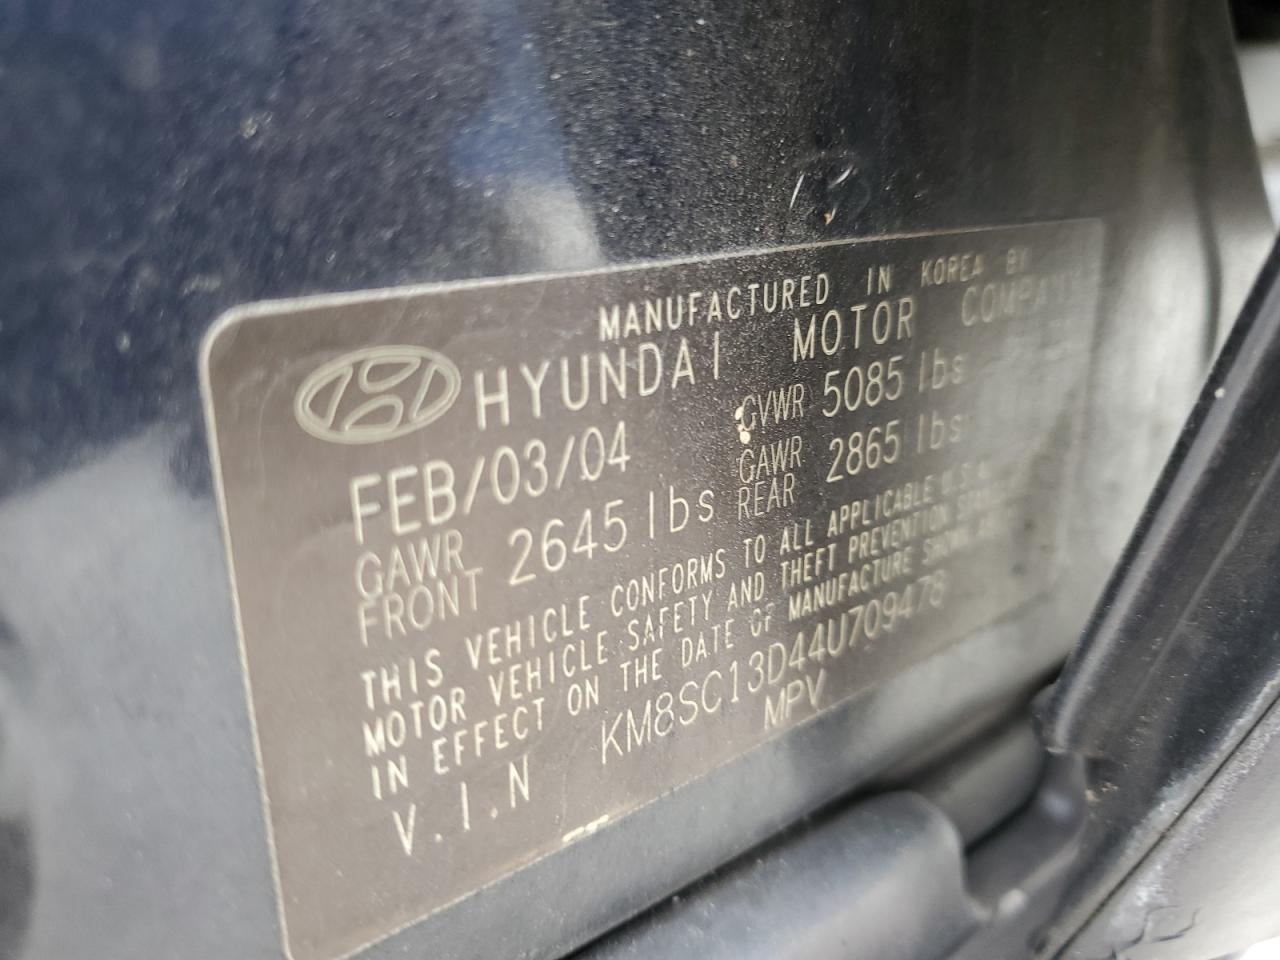 MANUFACTURED IN KOREA BY
HYUNDAI MOTOR COMPANY
FEB/03/04 GVWR 5085 lbs
GAWR FRONT 2645 lbs GAWR REAR 2865 lbs
THIS VEHICLE CONFORMS TO ALL APPLICABLE U.S
MOTOR VEHICLE SAFETY AND THEFT PREVENTION
IN EFFECT ON THE DATE OF MANUFACTURE SHOWN
V.I.N KM8SC13D44U709478
MPV